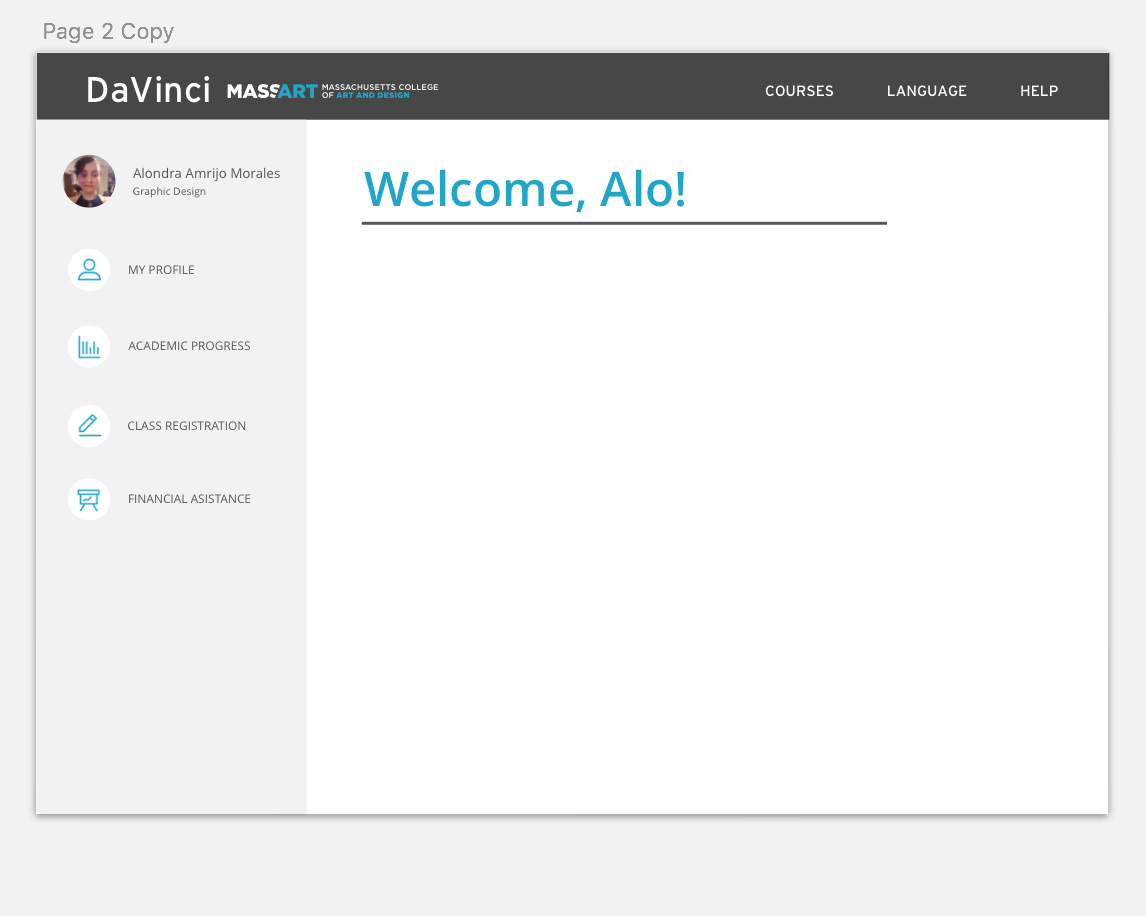 Page 2 Copy
DaVinci MASSART MASSACHUSETTS COLLEGE
OF ART AND DESIGN
COURSES LANGUAGE HELP
Alondra Amrijo Morales
Graphic Design
Welcome, Alo!
MY PROFILE
ACADEMIC PROGRESS
CLASS REGISTRATION
FINANCIAL ASISTANCE